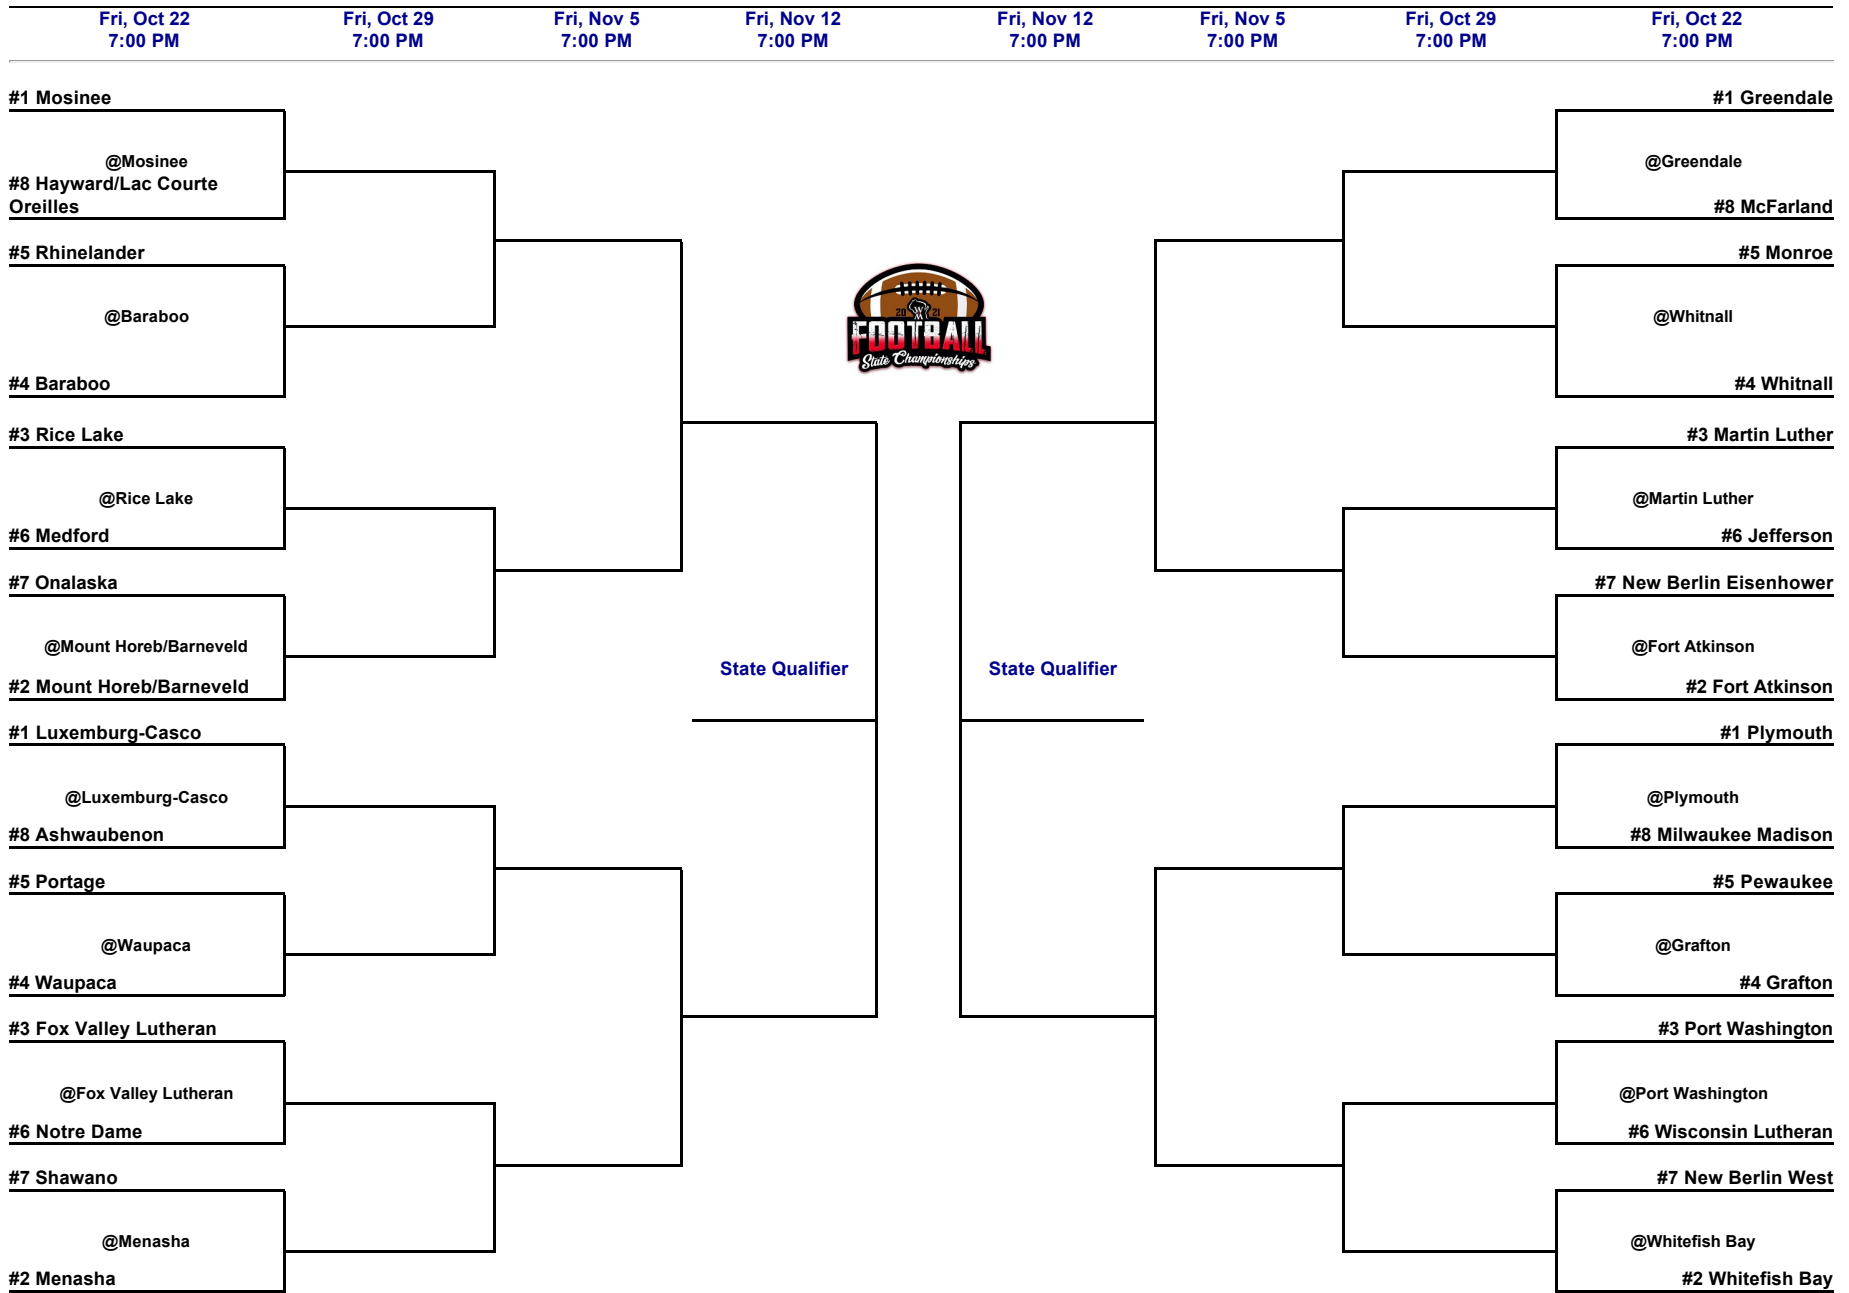 Fri, Oct 22 Fri, Oct 29 Fri, Nov 5 Fri, Nov 12 Fri, Nov 12 Fri, Nov 5 Fri, Oct 29 Fri, Oct 22
7:00 PM 7:00 PM 7:00 PM 7:00 PM 7:00 PM 7:00 PM 7:00 PM 7:00 PM
#1 Mosinee
@Mosinee
#8 Hayward/Lac Courte
Oreilles
#5 Rhinelander
@Baraboo
#4 Baraboo
#3 Rice Lake
@Rice Lake
#6 Medford
#7 Onalaska
@Mount Horeb/Barneveld
#2 Mount Horeb/Barneveld
#1 Luxemburg-Casco
@Luxemburg-Casco
#8 Ashwaubenon
#5 Portage
@Waupaca
#4 Waupaca
#3 Fox Valley Lutheran
@Fox Valley Lutheran
#6 Notre Dame
#7 Shawano
@Menasha
#2 Menasha
20 21
FOOTBALL
State Championships
State Qualifier
State Qualifier
#1 Greendale
@Greendale
#8 McFarland
#5 Monroe
@Whitnall
#4 Whitnall
#3 Martin Luther
@Martin Luther
#6 Jefferson
#7 New Berlin Eisenhower
@Fort Atkinson
#2 Fort Atkinson
#1 Plymouth
@Plymouth
#8 Milwaukee Madison
#5 Pewaukee
@Grafton
#4 Grafton
#3 Port Washington
@Port Washington
#6 Wisconsin Lutheran
#7 New Berlin West
@Whitefish Bay
#2 Whitefish Bay